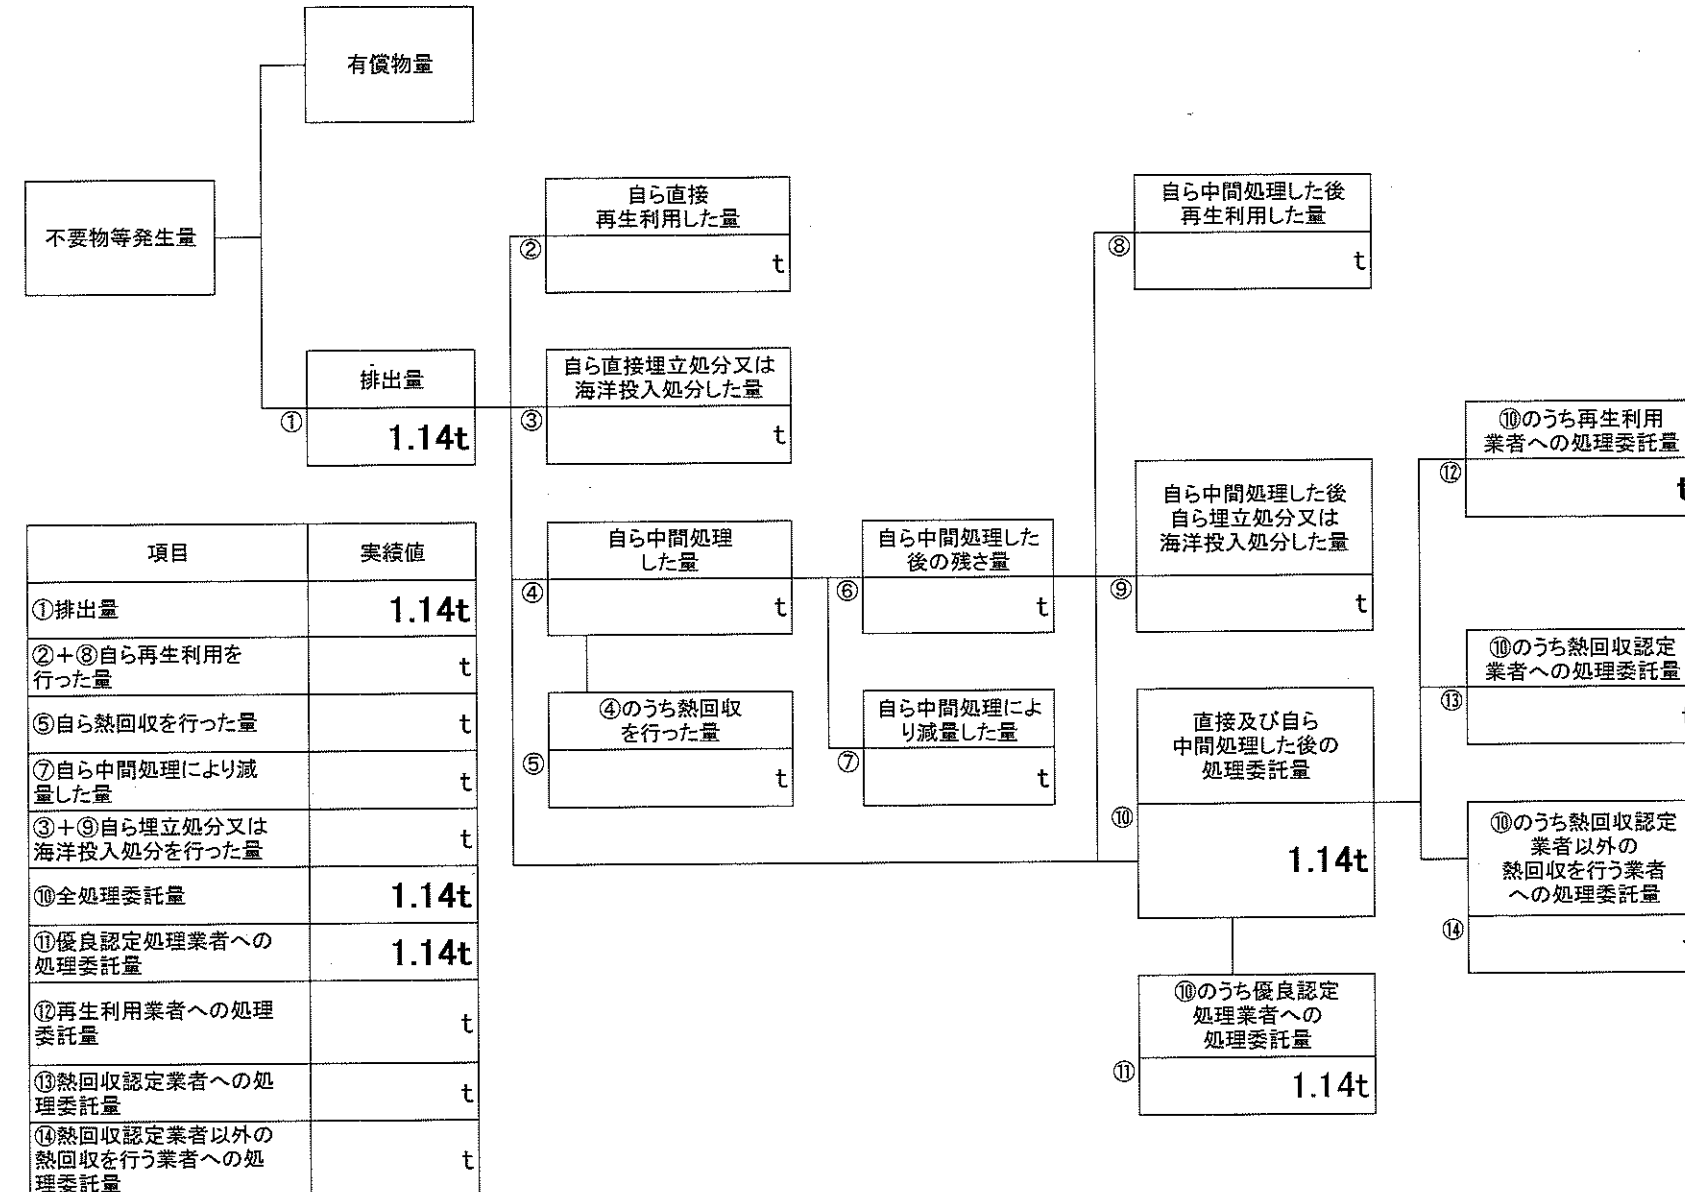 有償物量
不要物等発生量
排出量
①
1.14t
自ら直接
再生利用した量
②
t
自ら直接埋立処分又は
海洋投入処分した量
③
t
自ら中間処理
した量
④
t
④のうち熱回収
を行った量
⑤
t
自ら中間処理した
後の残さ量
⑥
t
自ら中間処理によ
り減量した量
⑦
t
自ら中間処理した後
再生利用した量
⑧
t
自ら中間処理した後
自ら埋立処分又は
海洋投入処分した量
⑨
t
直接及び自ら
中間処理した後の
処理委託量
⑩
1.14t
⑩のうち優良認定
処理業者への
処理委託量
⑪
1.14t
⑩のうち再生利用
業者への処理委託量
⑫
t
⑩のうち熱回収認定
業者への処理委託量
⑬
⑩のうち熱回収認定
業者以外の
熱回収を行う業者
への処理委託量
⑭
項目 実績値
①排出量 1.14t
②+⑧自ら再生利用を
行った量 t
⑤自ら熱回収を行った量 t
⑦自ら中間処理により減
量した量 t
③+⑨自ら埋立処分又は
海洋投入処分を行った量 t
⑩全処理委託量 1.14t
⑪優良認定処理業者への
処理委託量 1.14t
⑫再生利用業者への処理
委託量 t
⑬熱回収認定業者への処
理委託量 t
⑭熱回収認定業者以外の
熱回収を行う業者への処
理委託量 t